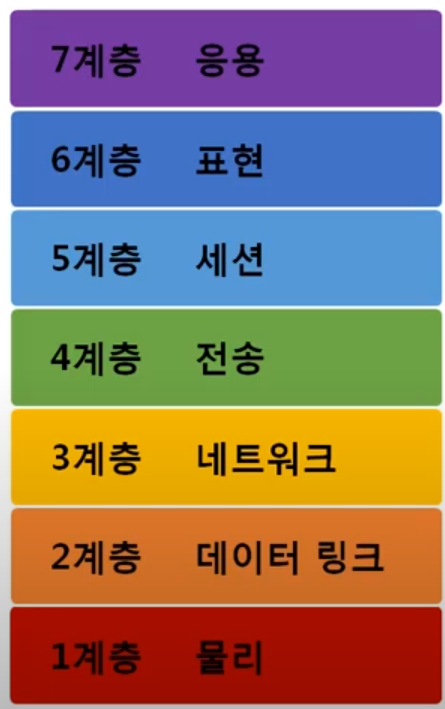 7계층 응용
6계층 표현
5계층 세션
4계층 전송
3계층 네트워크
2계층 데이터 링크
1계층 물리